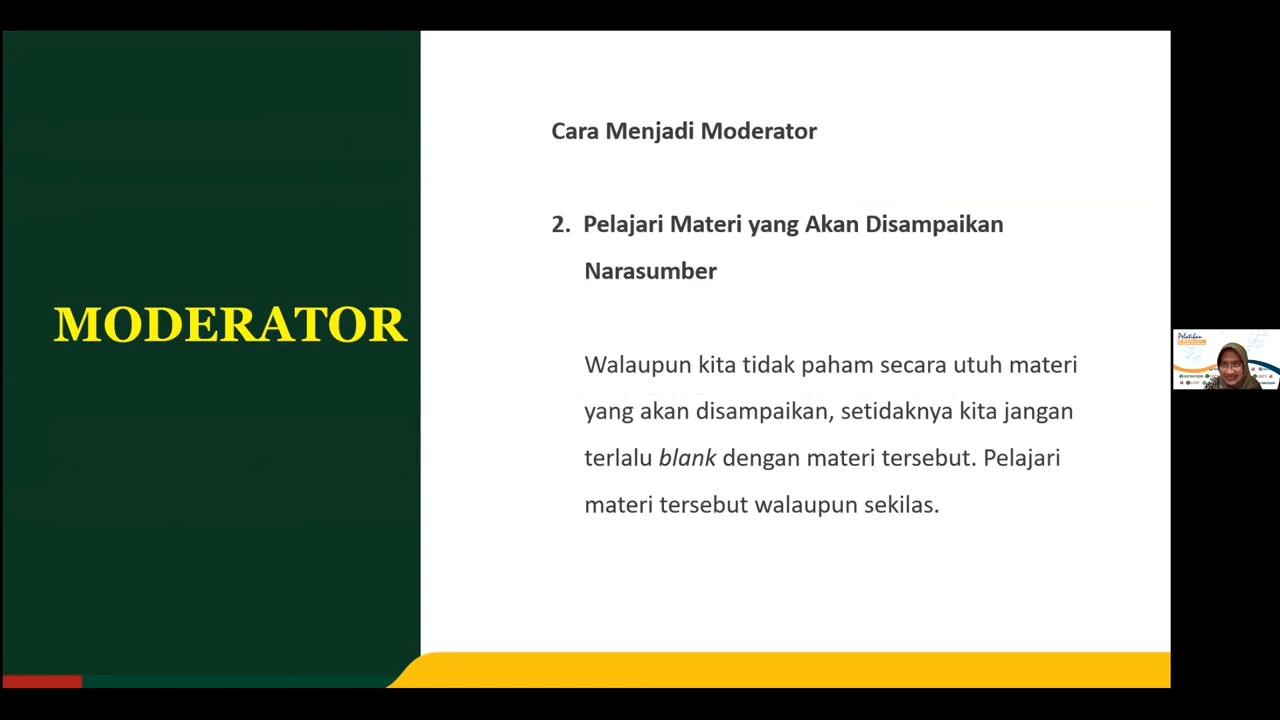 MODERATOR
Cara Menjadi Moderator
2. Pelajari Materi yang Akan Disampaikan
Narasumber
Walaupun kita tidak paham secara utuh materi
yang akan disampaikan, setidaknya kita jangan
terlalu blank dengan materi tersebut. Pelajari
materi tersebut walaupun sekilas.
Pelatihan